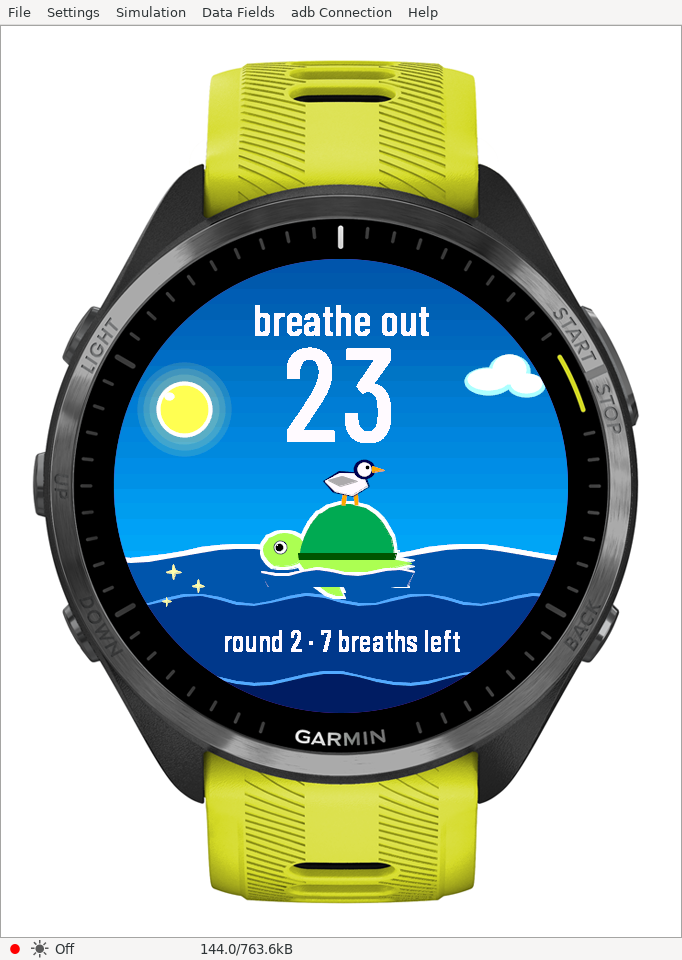 File Settings Simulation Data Fields adb Connection Help
LIGHT
START
STOP
UP
DOWN
BACK
breathe out
23
round 2 · 7 breaths left
GARMIN
Off 144.0/763.6kB